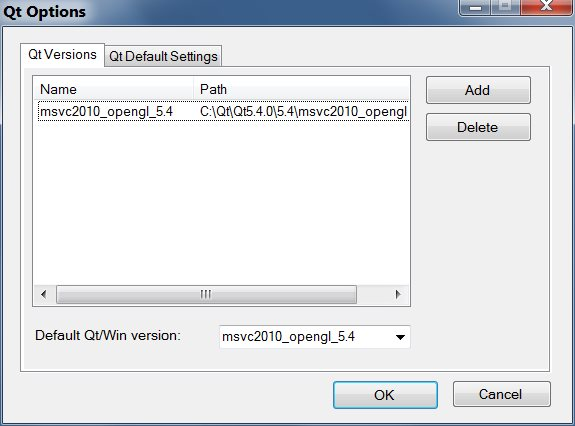 Qt Options
Qt Versions Qt Default Settings
Name Path
msvc2010_opengl_5.4 C:\Qt\Qt5.4.0\5.4\msvc2010_opengl
Add
Delete
Default Qt/Win version: msvc2010_opengl_5.4
OK Cancel